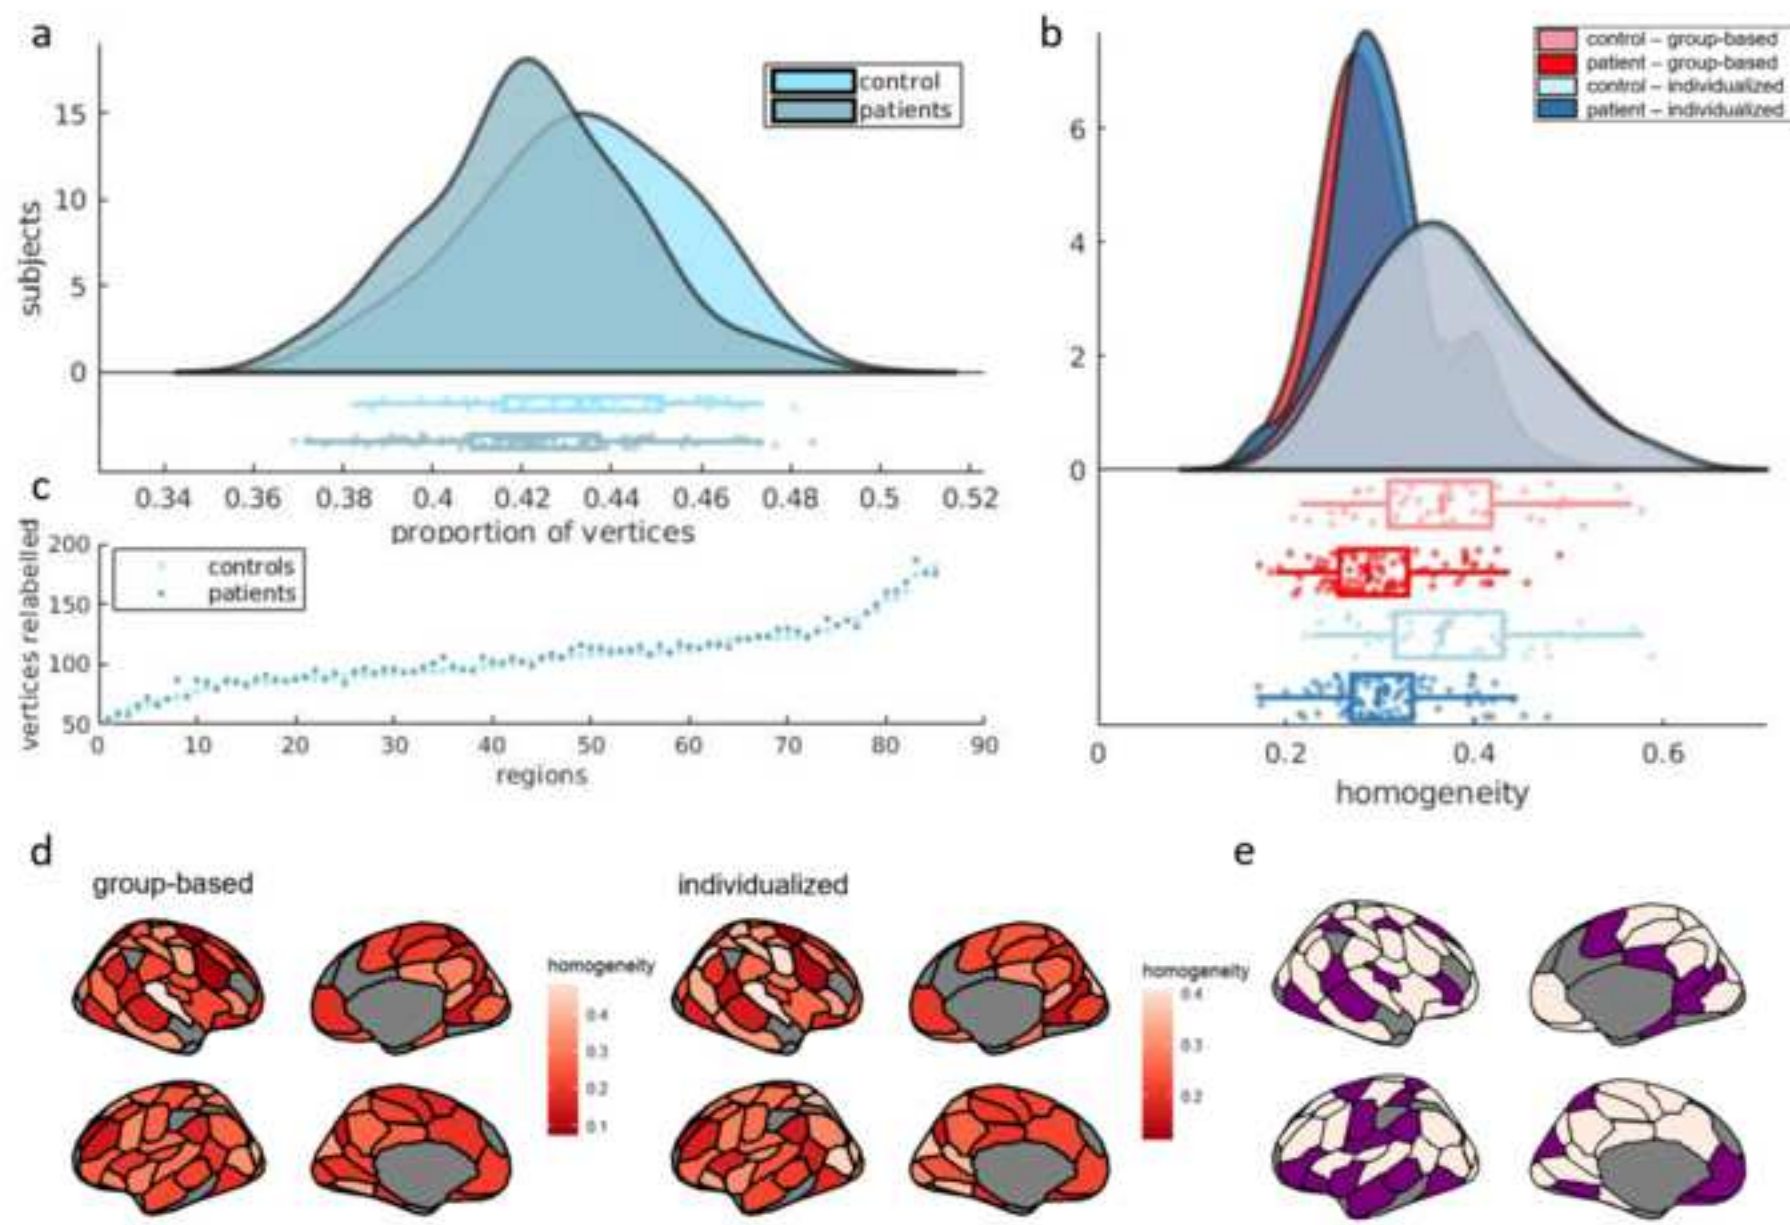 a
control
patients
15
10
5
0
subjects
0.34 0.36 0.38 0.4 0.42 0.44 0.46 0.48 0.5 0.52
proportion of vertices
b
control – group-based
patient – group-based
control – individualized
patient – individualized
6
4
2
0
0 0.2 0.4 0.6
homogeneity
c
controls
patients
200
150
100
50
vertices relabelled
0 10 20 30 40 50 60 70 80 90
regions
d
group-based
homogeneity
0.4
0.3
0.2
0.1
individualized
homogeneity
0.4
0.3
0.2
e